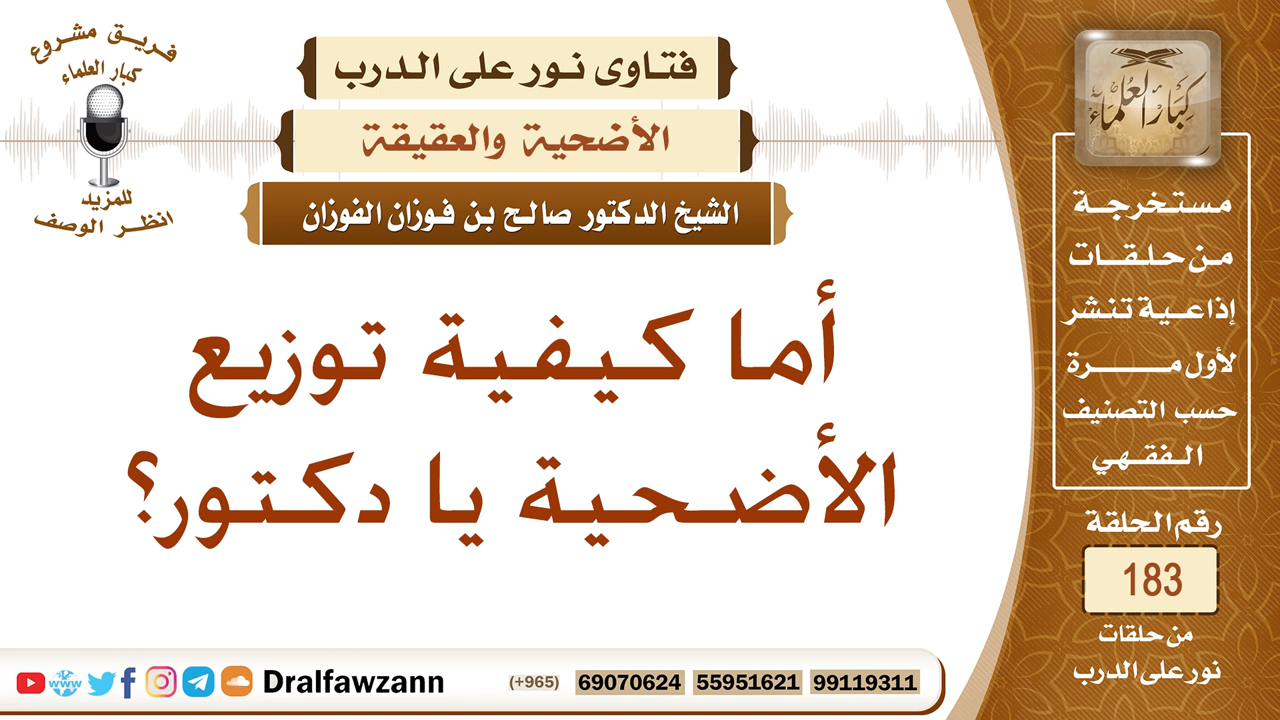 فريق مشروع
كبار العلماء
للمزيد
انظر الوصف
فتاوى نور على الدرب
الأضحية والعقيقة
الشيخ الدكتور صالح بن فوزان الفوزان
أما كيفية توزيع
الأضحية يا دكتور؟
كبار العلماء
مستخرجة
من حلقات
إذاعية تنشر
لأول مرة
حسب التصنيف
الفقهي
رقم الحلقة
183
من حلقات
نور على الدرب
www
Dralfawzann
(+965) 69070624 55951621 99119311